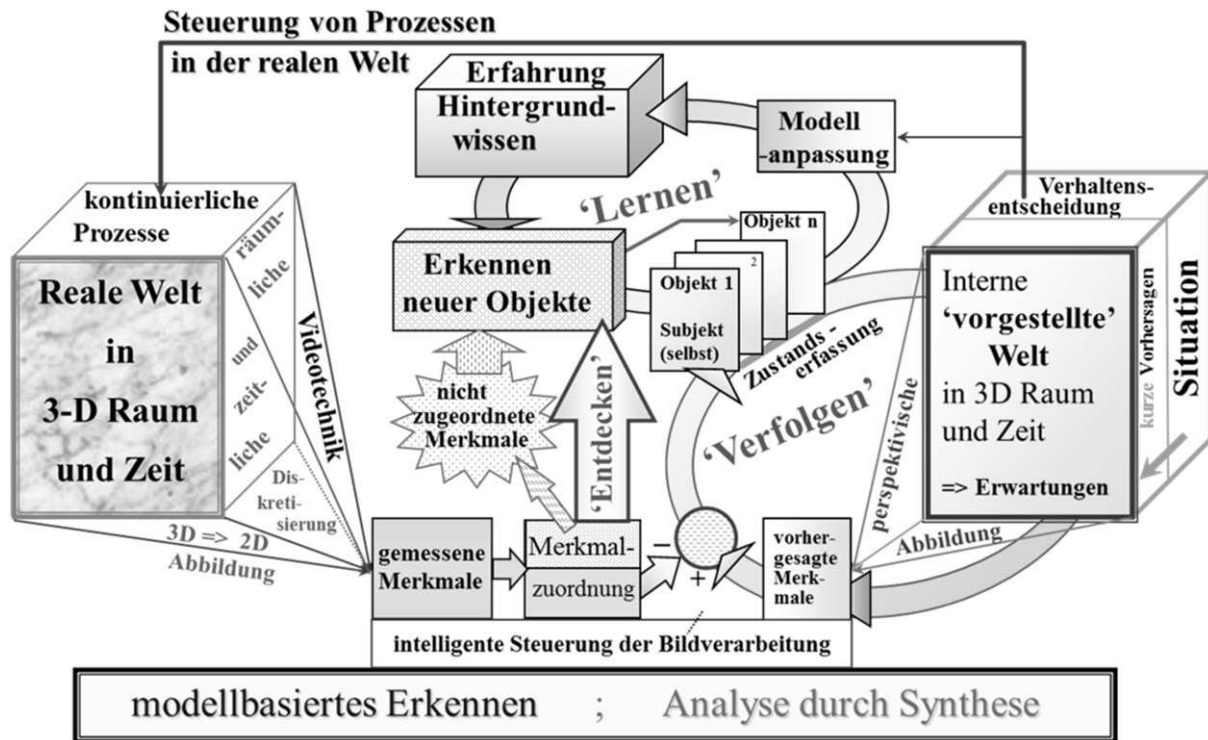 Steuerung von Prozessen
in der realen Welt
Erfahrung
Hintergrund-
wissen
Modell
-anpassung
kontinuierliche
Prozesse
räum-
liche
und
zeit-
liche
Dis-
kreti-
sierung
Videotechnik
Reale Welt
in
3-D Raum
und Zeit
3D => 2D
Abbildung
'Lernen'
Erkennen
neuer Objekte
Objekt n
2
Objekt 1
Subjekt
(selbst)
Zustands-
erfassung
'Verfolgen'
nicht
zugeordnete
Merkmale
'Entdecken'
Verhaltens-
entscheidung
Interne
'vorgestellte'
Welt
in 3D Raum
und Zeit
=> Erwartungen
kurze Vorhersagen
Situation
perspektivische
Abbildung
gemessene
Merkmale
Merkmal-
zuordnung
–
+
vorher-
gesagte
Merk-
male
intelligente Steuerung der Bildverarbeitung
modellbasiertes Erkennen ; Analyse durch Synthese